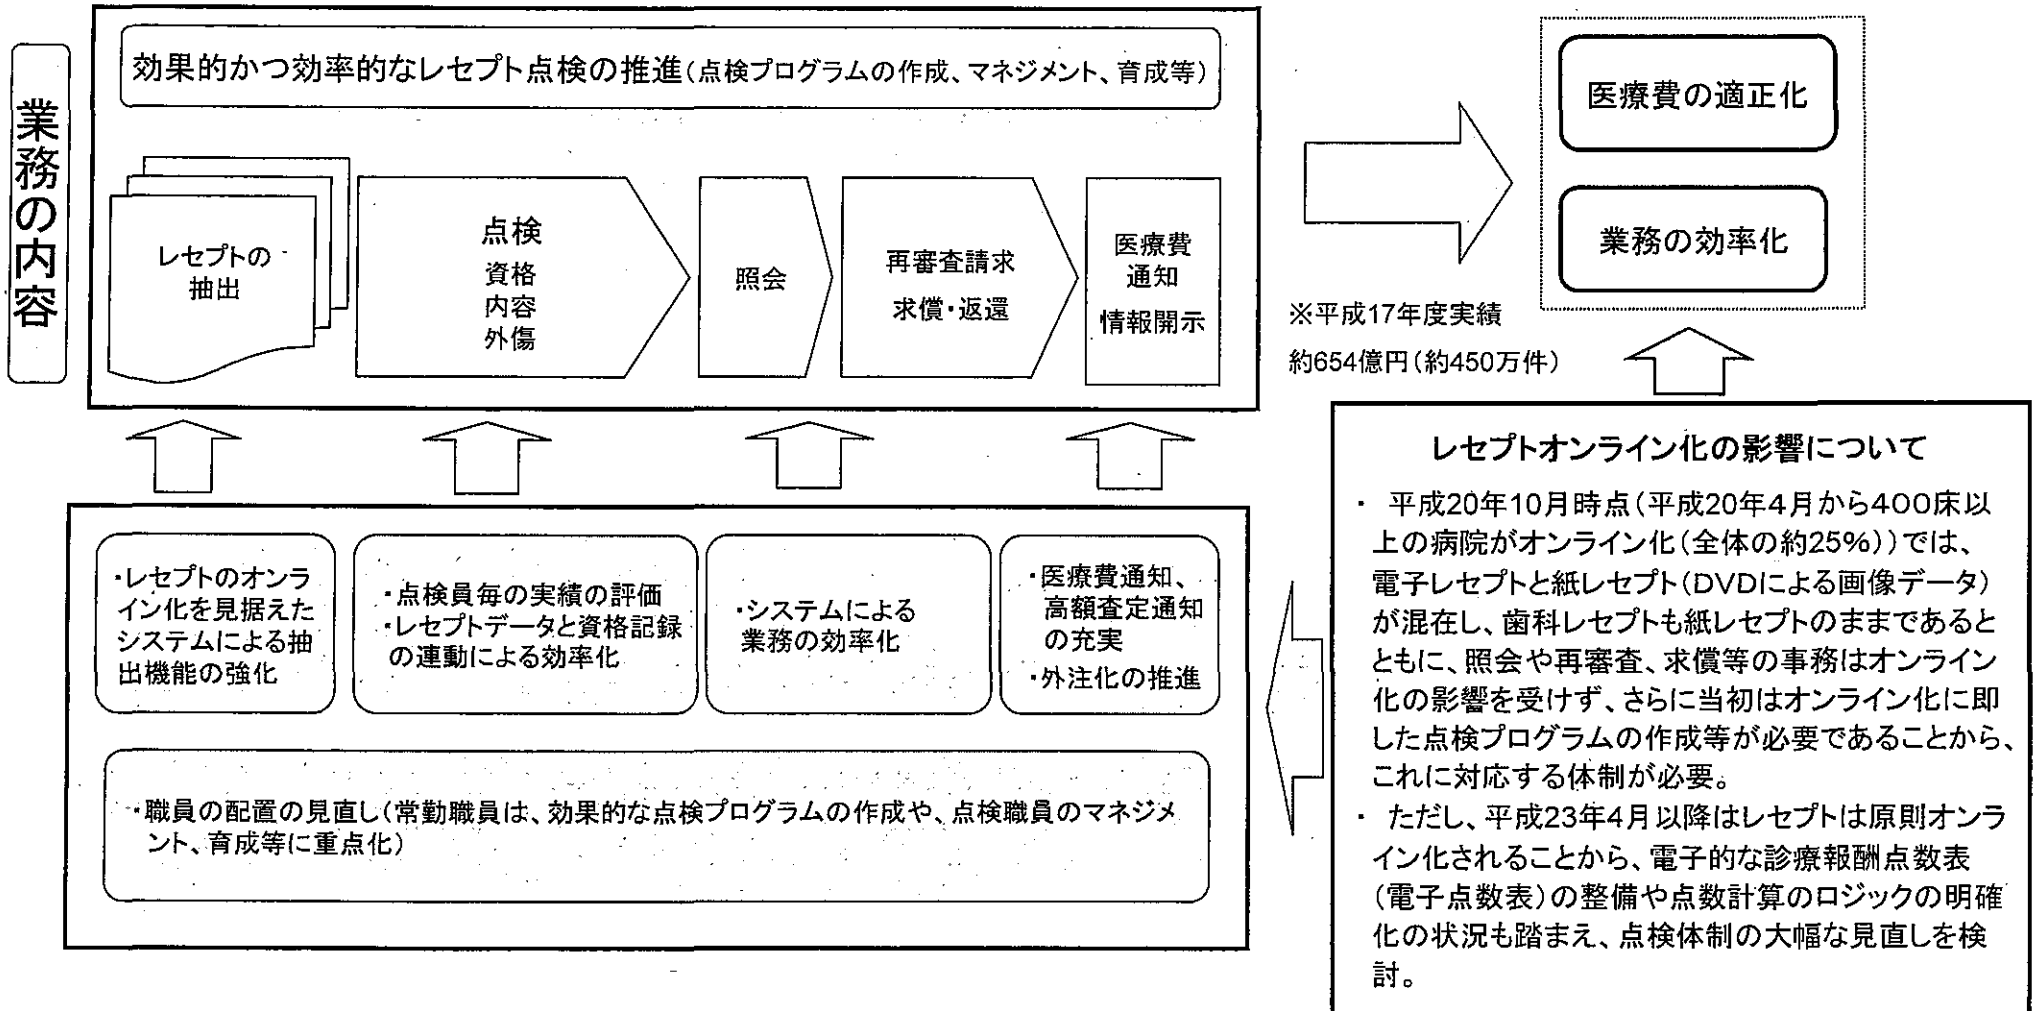 業務の内容
効果的かつ効率的なレセプト点検の推進(点検プログラムの作成、マネジメント、育成等)
レセプトの
抽出
点検
資格
内容
外傷
照会
再審査請求
求償・返還
医療費
通知
情報開示
医療費の適正化
業務の効率化
※平成17年度実績
約654億円(約450万件)
・レセプトのオンラ
イン化を見据えた
システムによる抽
出機能の強化
・点検員毎の実績の評価
・レセプトデータと資格記録
の連動による効率化
・システムによる
業務の効率化
・医療費通知、
高額査定通知
の充実
・外注化の推進
・職員の配置の見直し(常勤職員は、効果的な点検プログラムの作成や、点検職員のマネジメ
ント、育成等に重点化)
レセプトオンライン化の影響について
・ 平成20年10月時点(平成20年4月から400床以
上の病院がオンライン化(全体の約25%))では、
電子レセプトと紙レセプト(DVDによる画像データ)
が混在し、歯科レセプトも紙レセプトのままであると
ともに、照会や再審査、求償等の事務はオンライン
化の影響を受けず、さらに当初はオンライン化に即
した点検プログラムの作成等が必要であることから、
これに対応する体制が必要。
・ ただし、平成23年4月以降はレセプトは原則オンラ
イン化されることから、電子的な診療報酬点数表
(電子点数表)の整備や点数計算のロジックの明確
化の状況も踏まえ、点検体制の大幅な見直しを検
討。